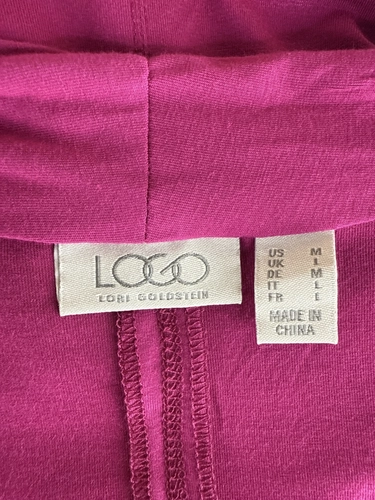 LOGO
LORI GOLDSTEIN
US M
UK L
DE M
IT L
FR L
MADE IN
CHINA